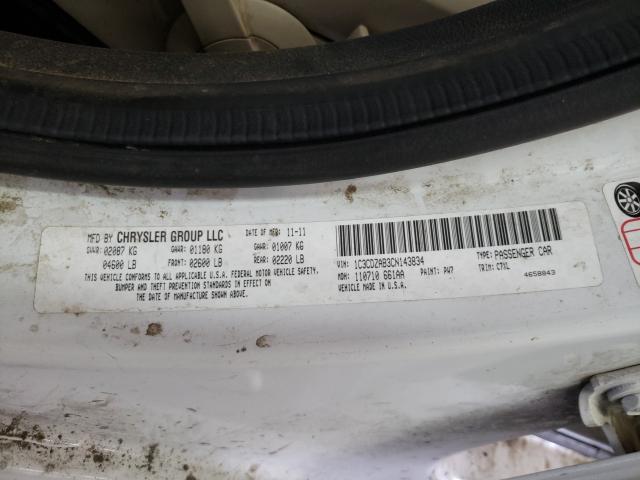 MFD BY CHRYSLER GROUP LLC DATE OF MFG: 11-11
GVWR: 02087 KG GAWR: 01180 KG GAWR: 01007 KG
04600 LB FRONT: 02600 LB REAR: 02220 LB
THIS VEHICLE CONFORMS TO ALL APPLICABLE U.S.A. FEDERAL MOTOR VEHICLE SAFETY,
BUMPER AND THEFT PREVENTION STANDARDS IN EFFECT ON
THE DATE OF MANUFACTURE SHOWN ABOVE.
VIN: 1C3CDZAB3CN143834 TYPE: PASSENGER CAR
MDH: 110710 661AA PAINT: PW7 TRIM: C7XL
VEHICLE MADE IN U.S.A. 4658843